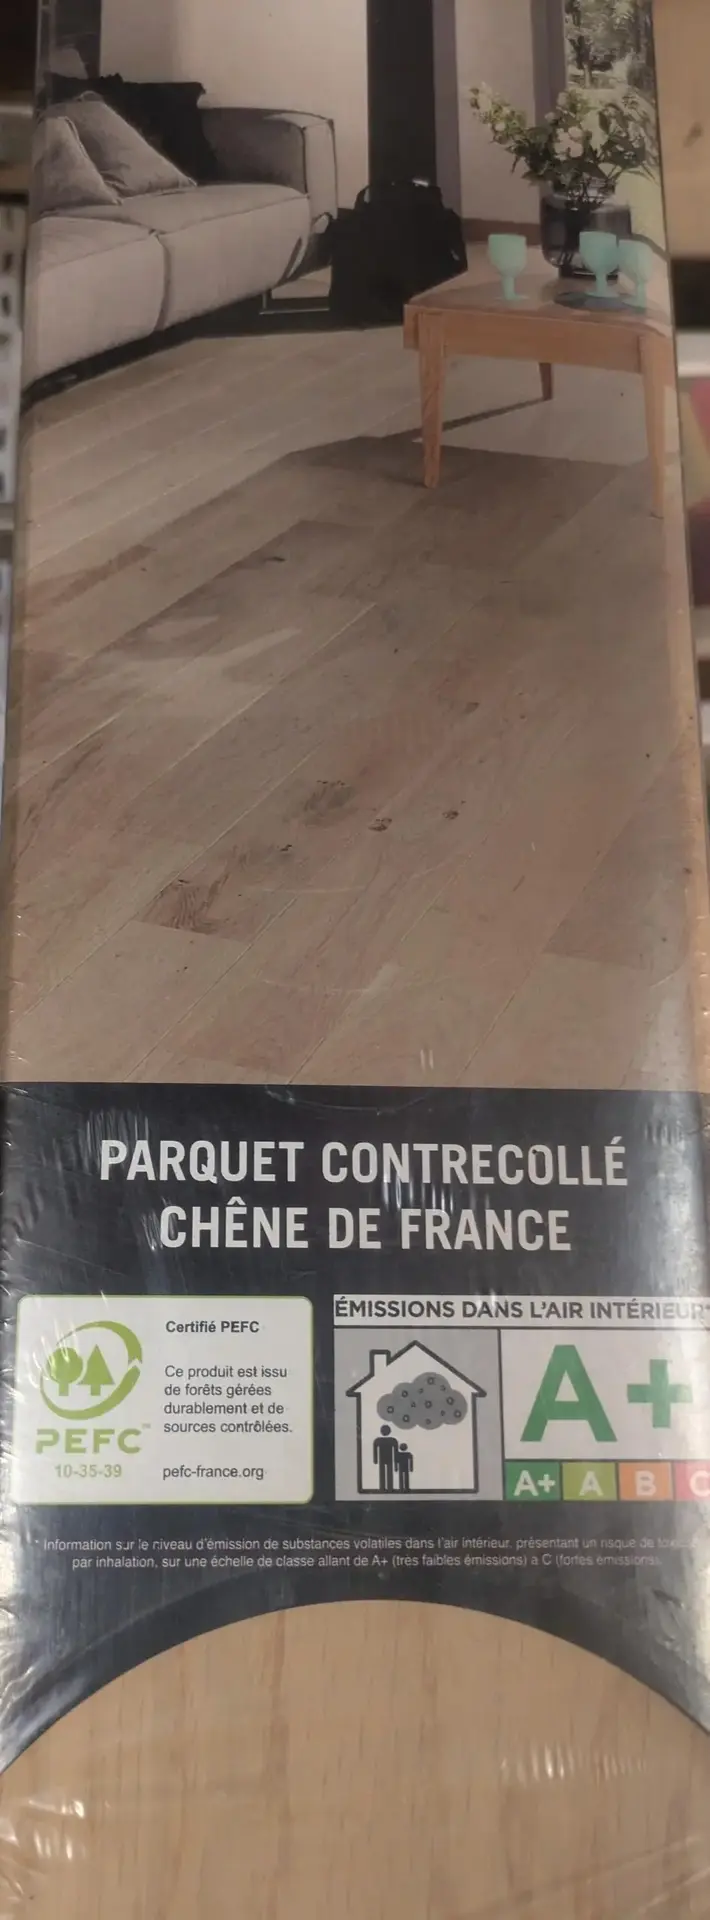 PARQUET CONTRECOLLÉ
CHÊNE DE FRANCE
Certifié PEFC
Ce produit est issu
de forêts gérées
durablement et de
sources contrôlées.
PEFC™
10-35-39
pefc-france.org
ÉMISSIONS DANS L'AIR INTÉRIEUR*
A+
A+ A B C
* Information sur le niveau d'émission de substances volatiles dans l'air intérieur, présentant un risque de
par inhalation, sur une échelle de classe allant de A+ (très faibles émissions) à C (fortes émissions).